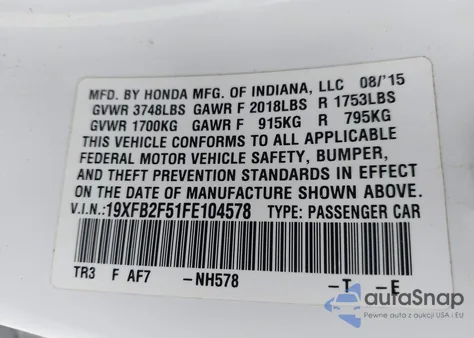 MFD. BY HONDA MFG. OF INDIANA, LLC 08/'15
GVWR 3748LBS GAWR F 2018LBS R 1753LBS
GVWR 1700KG GAWR F 915KG R 795KG
THIS VEHICLE CONFORMS TO ALL APPLICABLE
FEDERAL MOTOR VEHICLE SAFETY, BUMPER,
AND THEFT PREVENTION STANDARDS IN EFFECT
ON THE DATE OF MANUFACTURE SHOWN ABOVE.
V.I.N.:19XFB2F51FE104578 TYPE: PASSENGER CAR
TR3 F AF7 -NH578 -T -E
autaSnap
Pewne auta z USA i EU